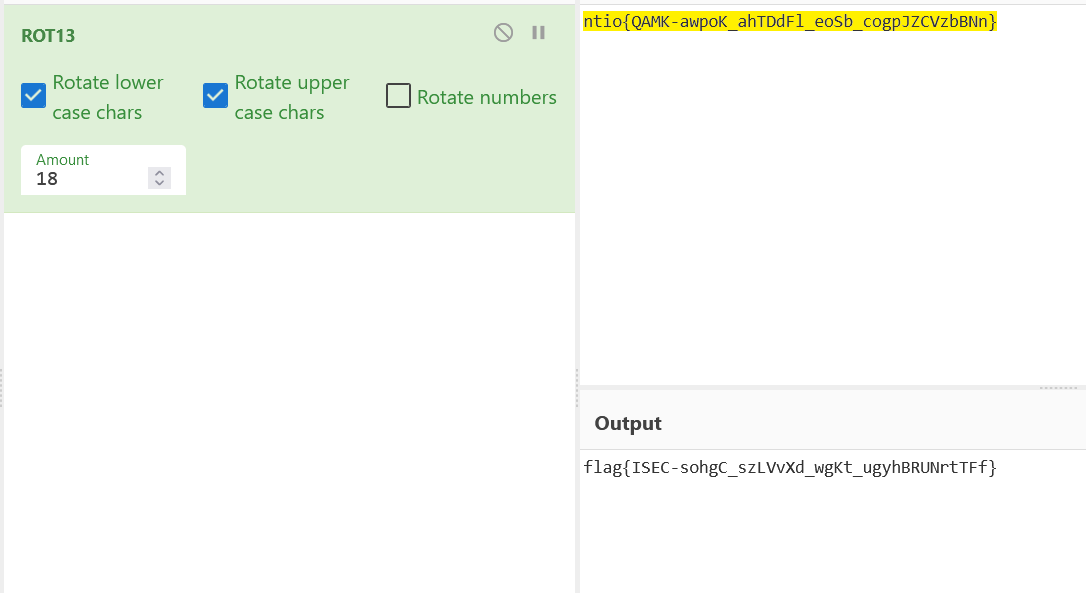 ROT13
Rotate lower case chars
Rotate upper case chars
Rotate numbers
Amount
18
ntio{QAMK-awpoK_ahTDdFl_eoSb_cogpJZCVzbBNn}
Output
flag{ISEC-sohgC_szLVvXd_wgKt_ugyhBRUNrtTFf}